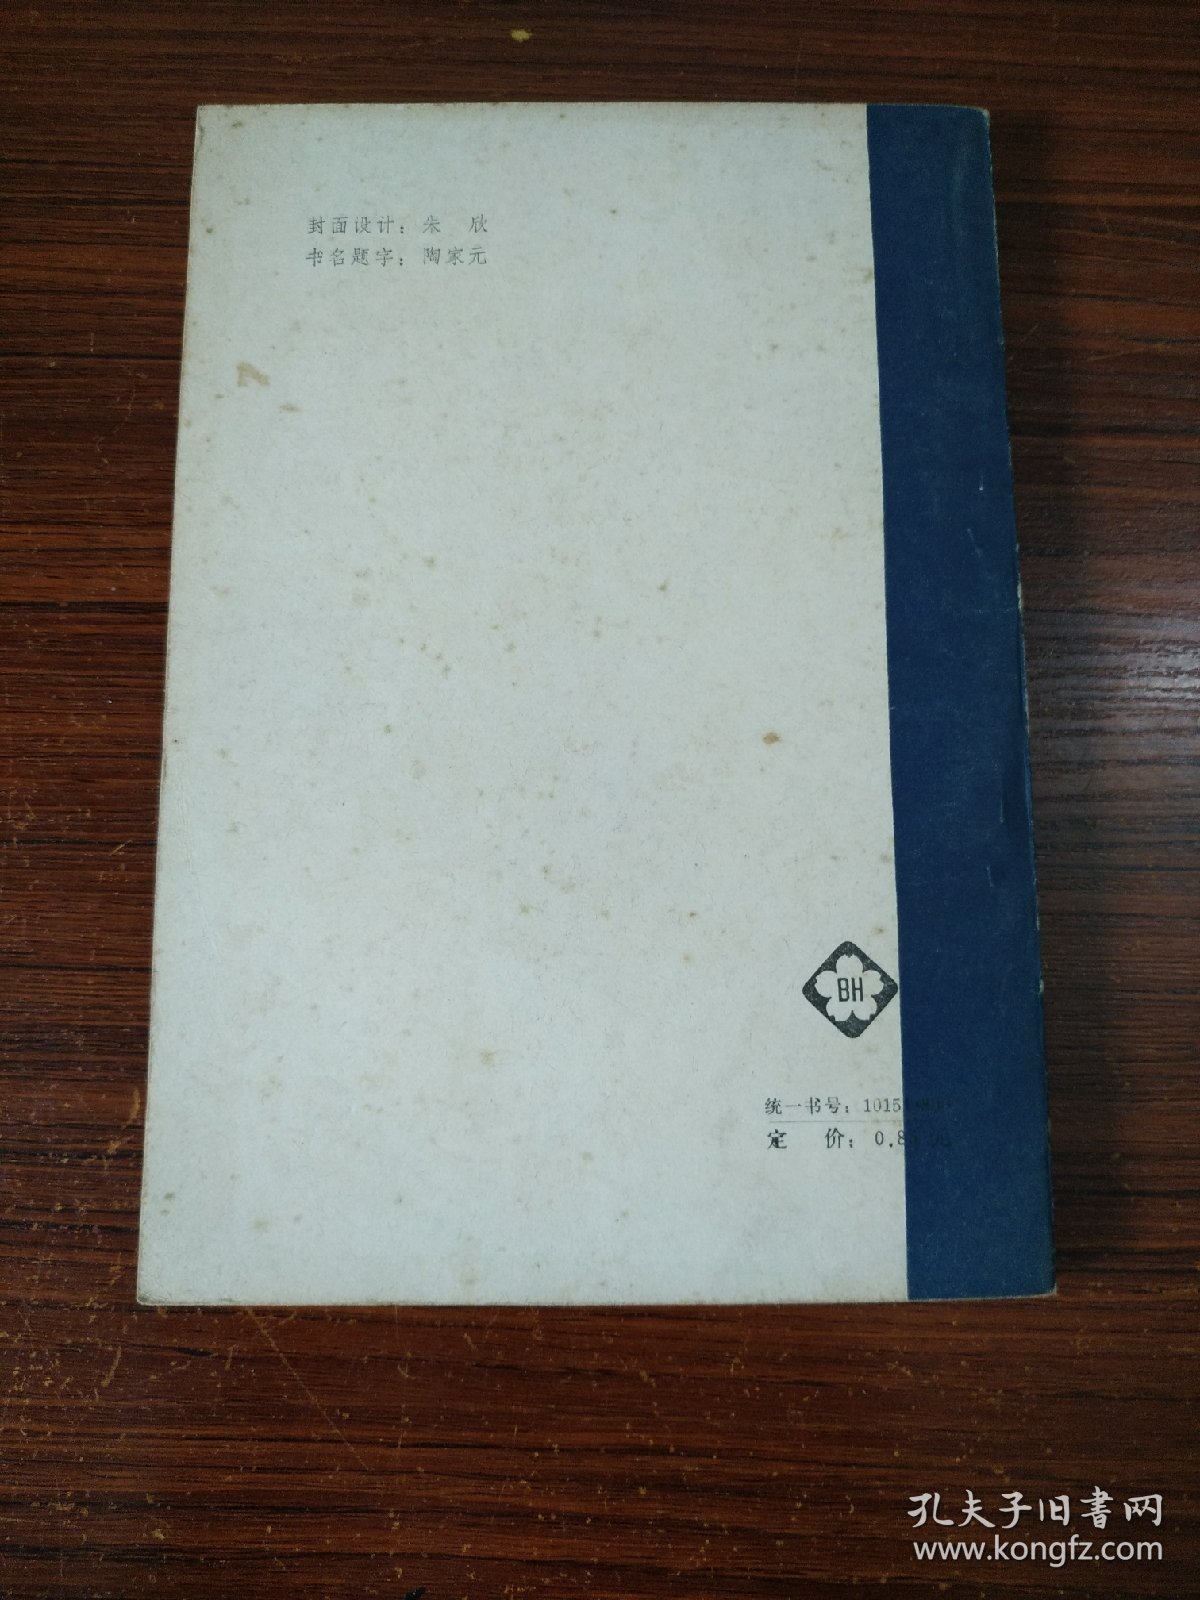 封面设计：朱 欣
书名题字：陶家元
BH
统一书号：1015
定 价：0.8
孔夫子旧書网
www.kongfz.com